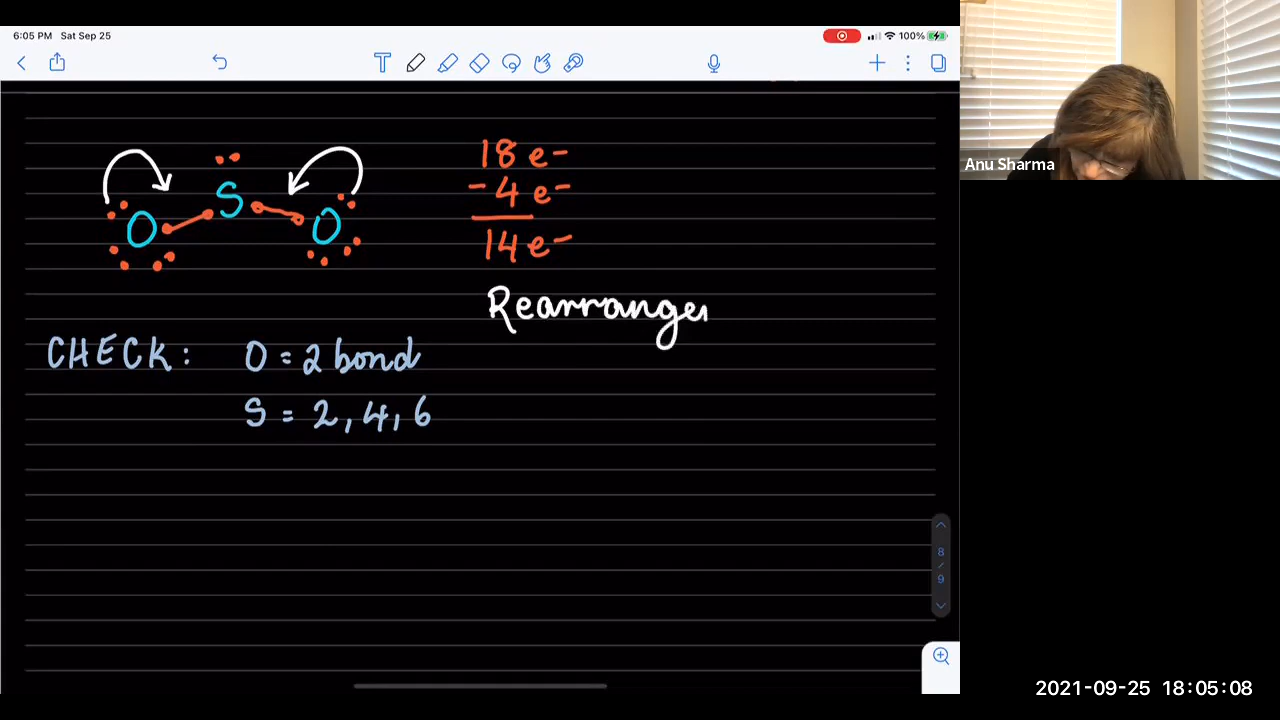 6:05 PM Sat Sep 25
100%
T
S
O
O
18 e-
- 4 e-
14 e-
Rearrange
CHECK: O = 2 bond
S = 2, 4, 6
8
/
9
Anu Sharma
2021-09-25 18:05:08